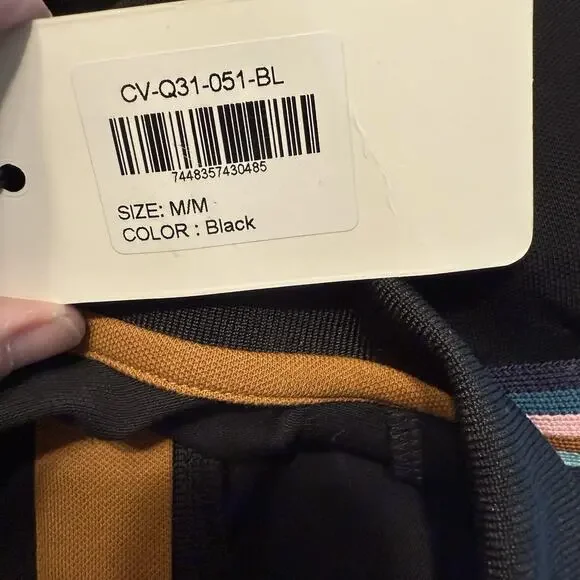 CV-Q31-051-BL
7448357430485
SIZE: M/M
COLOR : Black